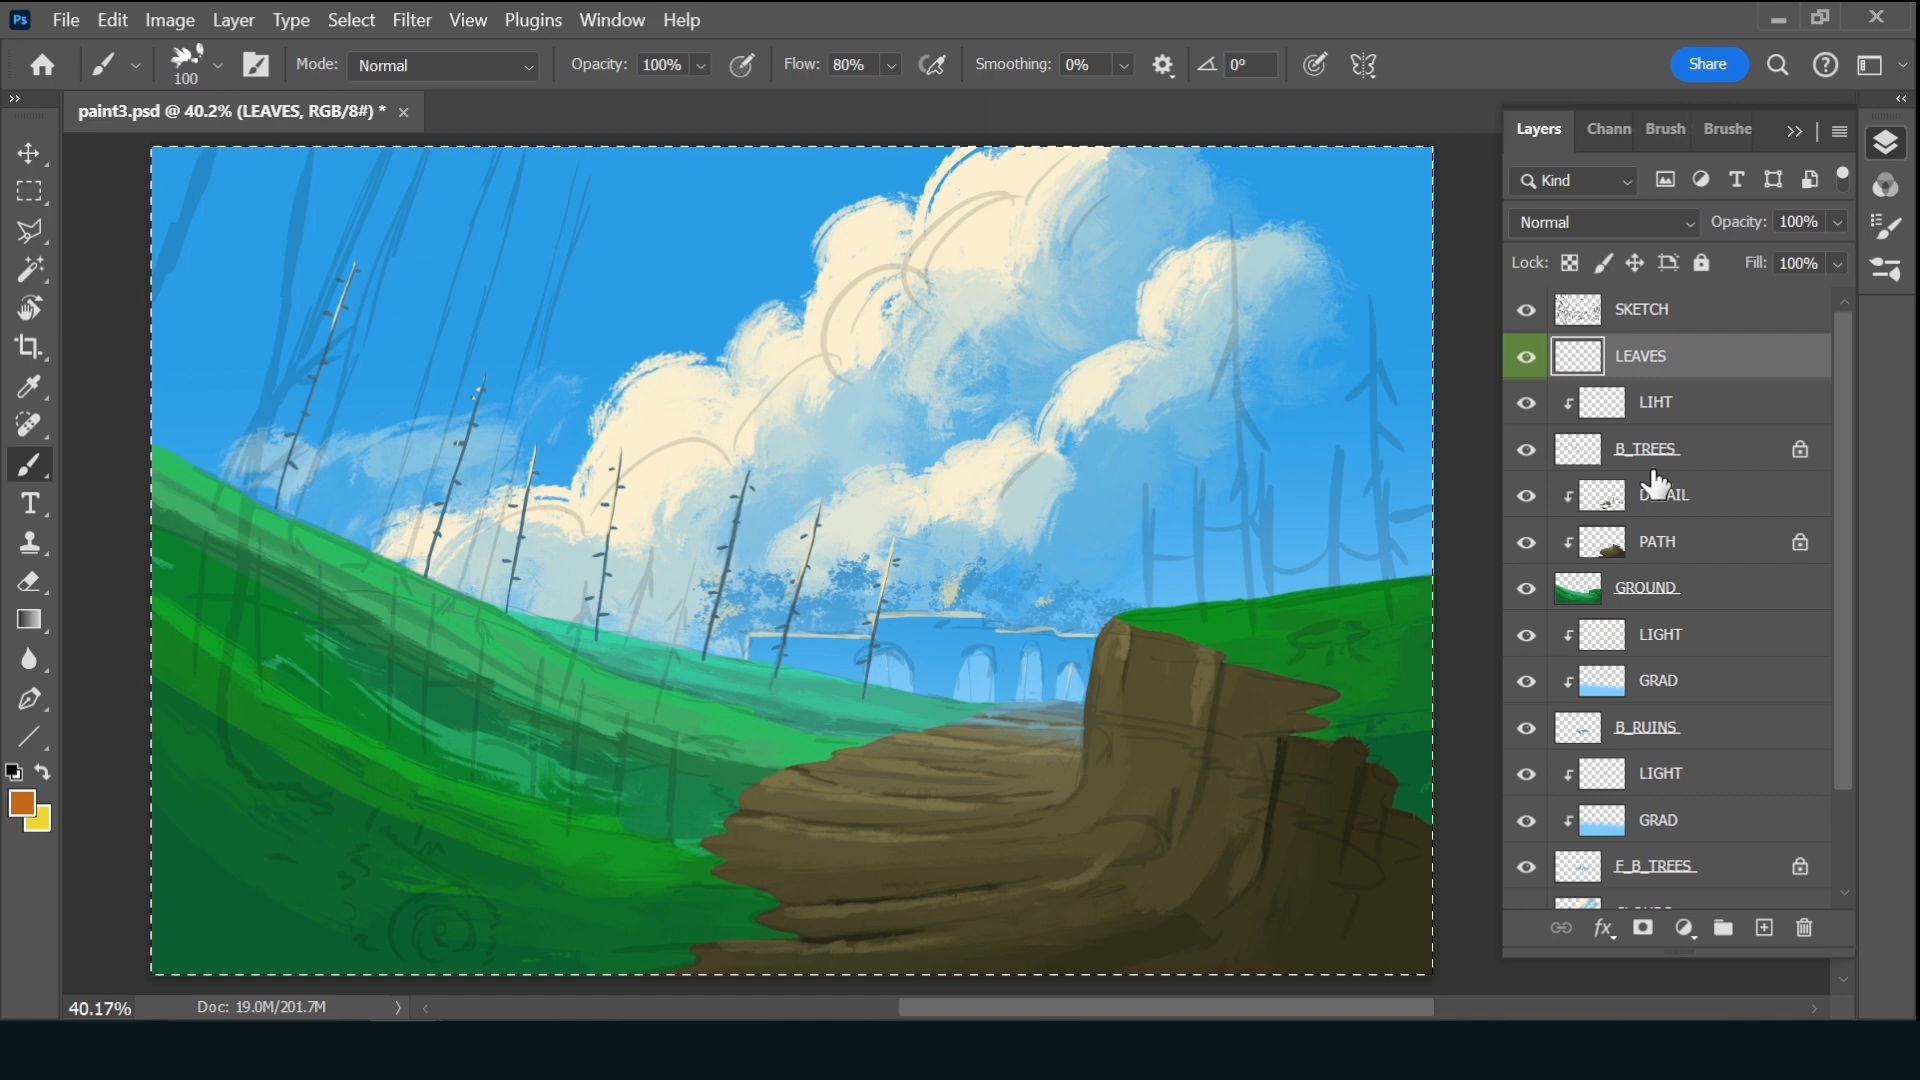 Ps File Edit Image Layer Type Select Filter View Plugins Window Help
100 Mode: Normal Opacity: 100% Flow: 80% Smoothing: 0% 0° Share
paint3.psd @ 40.2% (LEAVES, RGB/8#) *
Layers Chann Brush Brushe
Kind
Normal Opacity: 100%
Lock: Fill: 100%
SKETCH
LEAVES
LIHT
B_TREES
PATH
GROUND
LIGHT
GRAD
B_RUINS
LIGHT
GRAD
F_B_TREES
fx
40.17% Doc: 19.0M/201.7M